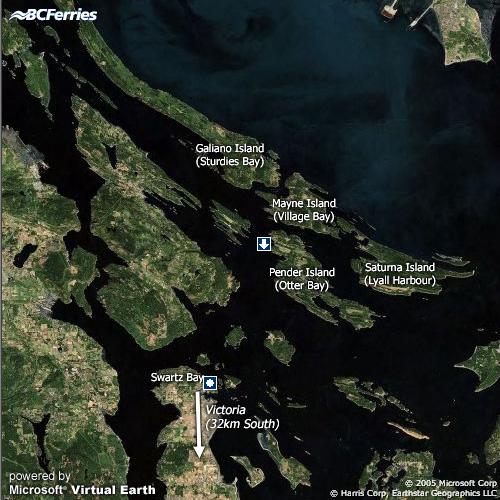 BCFerries
Galiano Island
(Sturdies Bay)
Mayne Island
(Village Bay)
Pender Island
(Otter Bay)
Saturna Island
(Lyall Harbour)
Swartz Bay
Victoria
(32km South)
powered by
Microsoft Virtual Earth
© 2005 Microsoft Corp
© Harris Corp, Earthstar Geographics LLC